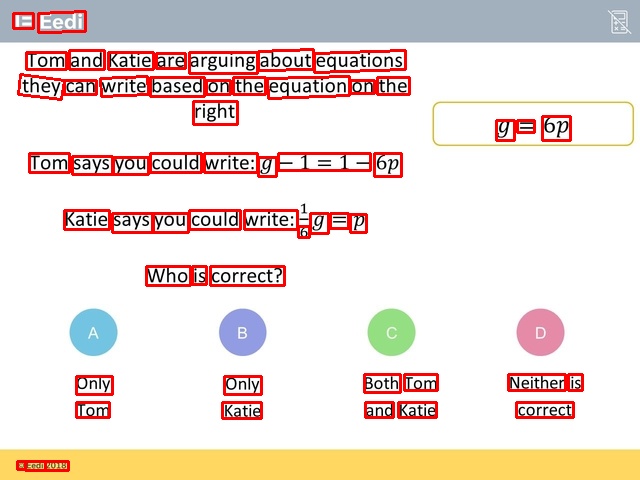 Eedi
Tom and Katie are arguing about equations
they can write based on the equation on the
right
g = 6p
Tom says you could write: g − 1 = 1 − 6p
Katie says you could write: 1/6 g = p
Who is correct?
A
B
C
D
Only
Tom
Only
Katie
Both Tom
and Katie
Neither is
correct
© Eedi 2018